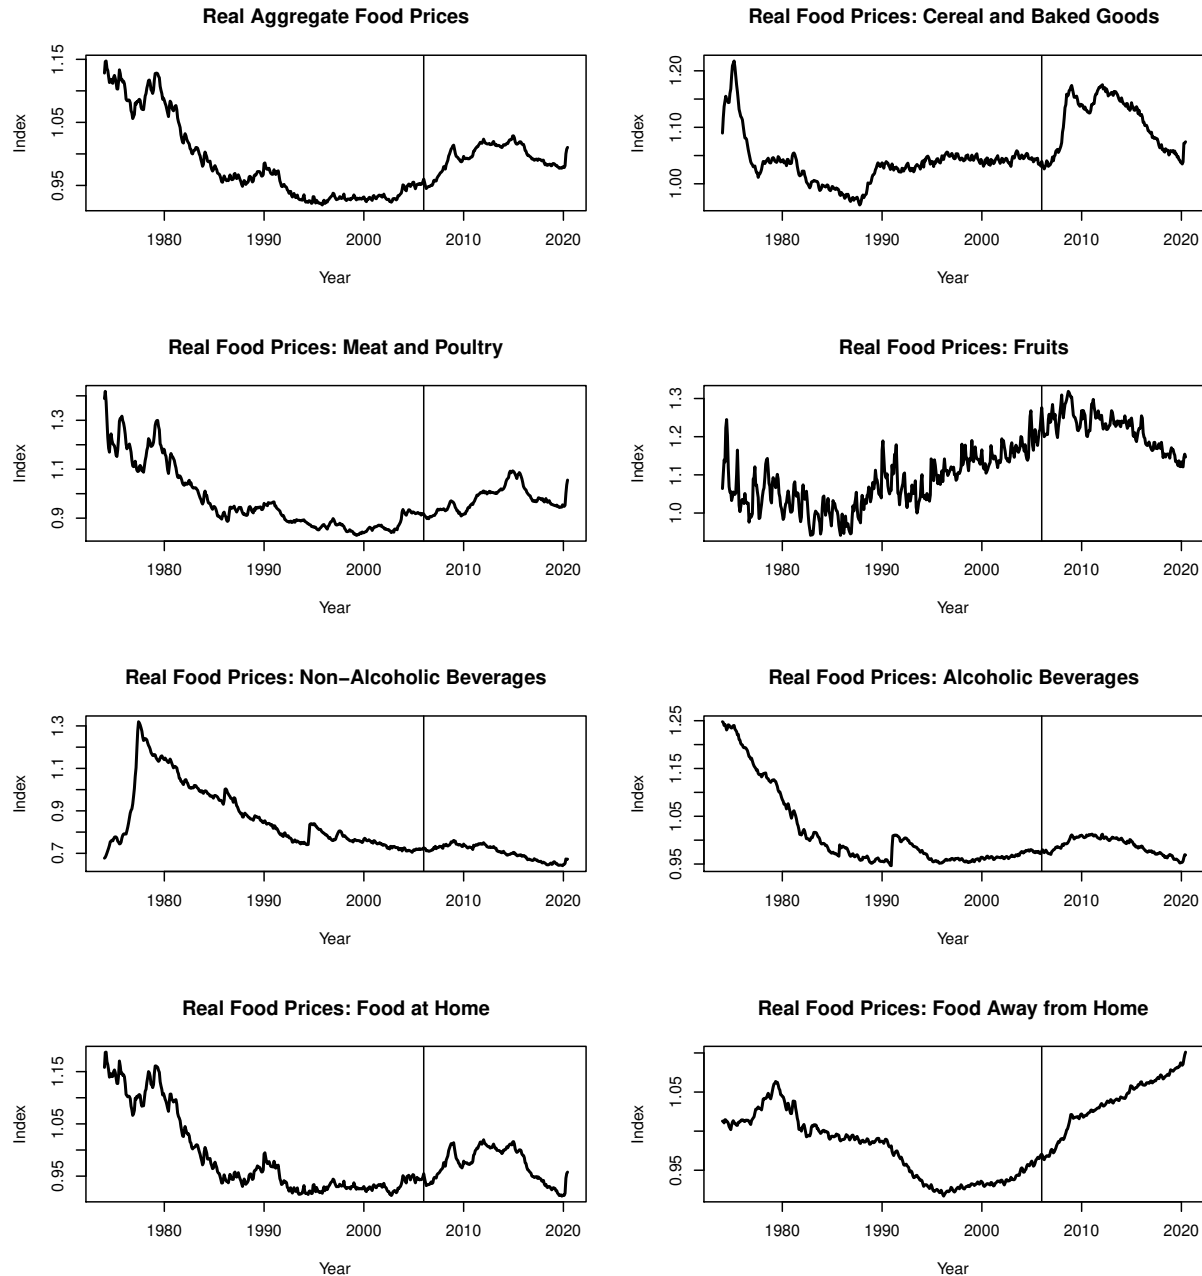 Real Aggregate Food Prices
Index
0.95 1.05 1.15
1980 1990 2000 2010 2020
Year
Real Food Prices: Cereal and Baked Goods
Index
1.00 1.10 1.20
1980 1990 2000 2010 2020
Year
Real Food Prices: Meat and Poultry
Index
0.9 1.1 1.3
1980 1990 2000 2010 2020
Year
Real Food Prices: Fruits
Index
1.0 1.1 1.2 1.3
1980 1990 2000 2010 2020
Year
Real Food Prices: Non−Alcoholic Beverages
Index
0.7 0.9 1.1 1.3
1980 1990 2000 2010 2020
Year
Real Food Prices: Alcoholic Beverages
Index
0.95 1.05 1.15 1.25
1980 1990 2000 2010 2020
Year
Real Food Prices: Food at Home
Index
0.95 1.05 1.15
1980 1990 2000 2010 2020
Year
Real Food Prices: Food Away from Home
Index
0.95 1.05
1980 1990 2000 2010 2020
Year